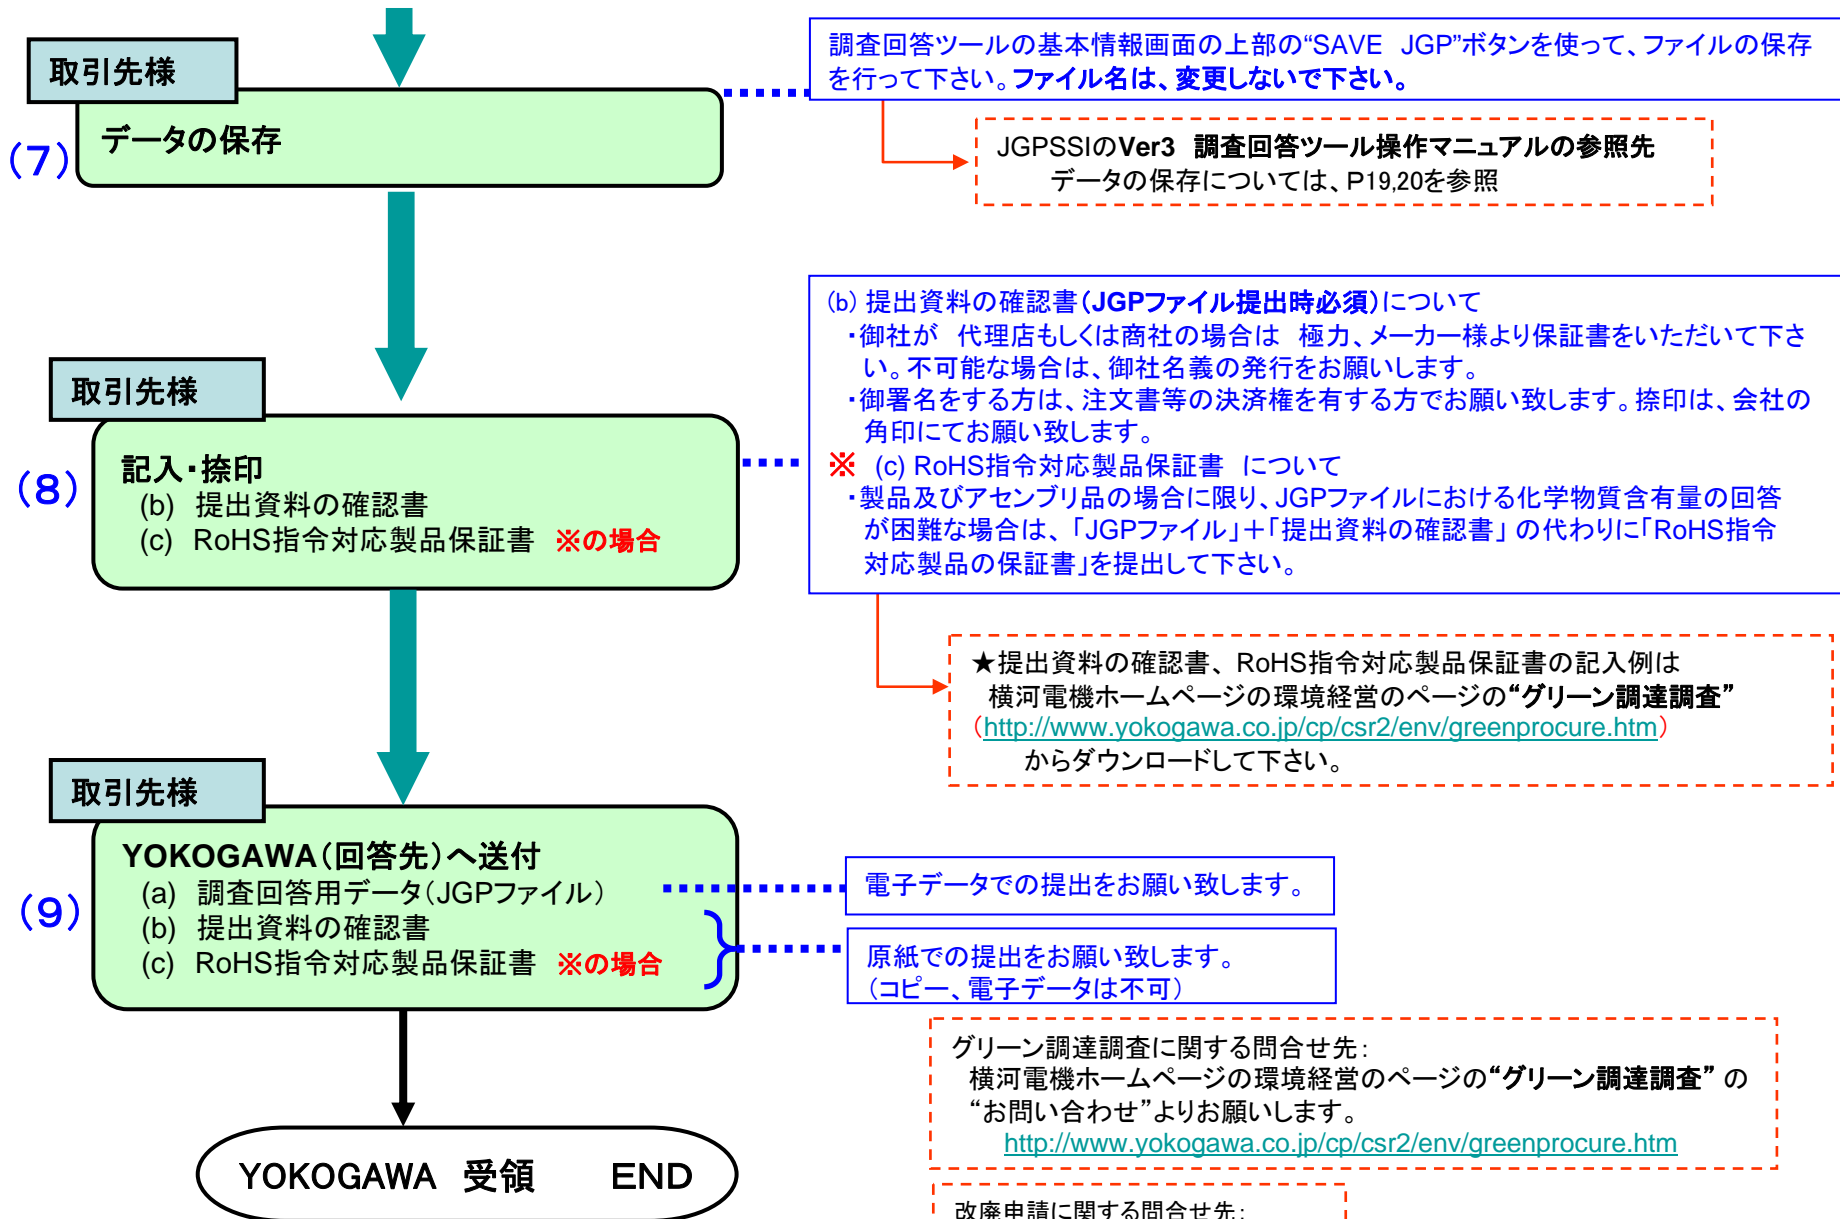 取引先様
(7)
データの保存
調査回答ツールの基本情報画面の上部の“SAVE JGP”ボタンを使って、ファイルの保存
を行って下さい。ファイル名は、変更しないで下さい。
JGPSSIのVer3 調査回答ツール操作マニュアルの参照先
データの保存については、P19,20を参照
取引先様
(8)
記入・捺印
(b) 提出資料の確認書
(c) RoHS指令対応製品保証書 ※の場合
(b) 提出資料の確認書(JGPファイル提出時必須)について
・御社が 代理店もしくは商社の場合は 極力、メーカー様より保証書をいただいて下さ
い。不可能な場合は、御社名義の発行をお願いします。
・御署名をする方は、注文書等の決済権を有する方でお願い致します。捺印は、会社の
角印にてお願い致します。
※ (c) RoHS指令対応製品保証書 について
・製品及びアセンブリ品の場合に限り、JGPファイルにおける化学物質含有量の回答
が困難な場合は、「JGPファイル」+「提出資料の確認書」の代わりに「RoHS指令
対応製品の保証書」を提出して下さい。
★提出資料の確認書、RoHS指令対応製品保証書の記入例は
横河電機ホームページの環境経営のページの“グリーン調達調査”
(http://www.yokogawa.co.jp/cp/csr2/env/greenprocure.htm)
からダウンロードして下さい。
取引先様
(9)
YOKOGAWA(回答先)へ送付
(a) 調査回答用データ(JGPファイル)
(b) 提出資料の確認書
(c) RoHS指令対応製品保証書 ※の場合
電子データでの提出をお願い致します。
原紙での提出をお願い致します。
(コピー、電子データは不可)
グリーン調達調査に関する問合せ先:
横河電機ホームページの環境経営のページの“グリーン調達調査” の
“お問い合わせ”よりお願いします。
http://www.yokogawa.co.jp/cp/csr2/env/greenprocure.htm
YOKOGAWA 受領 END
改廃申請に関する問合せ先: